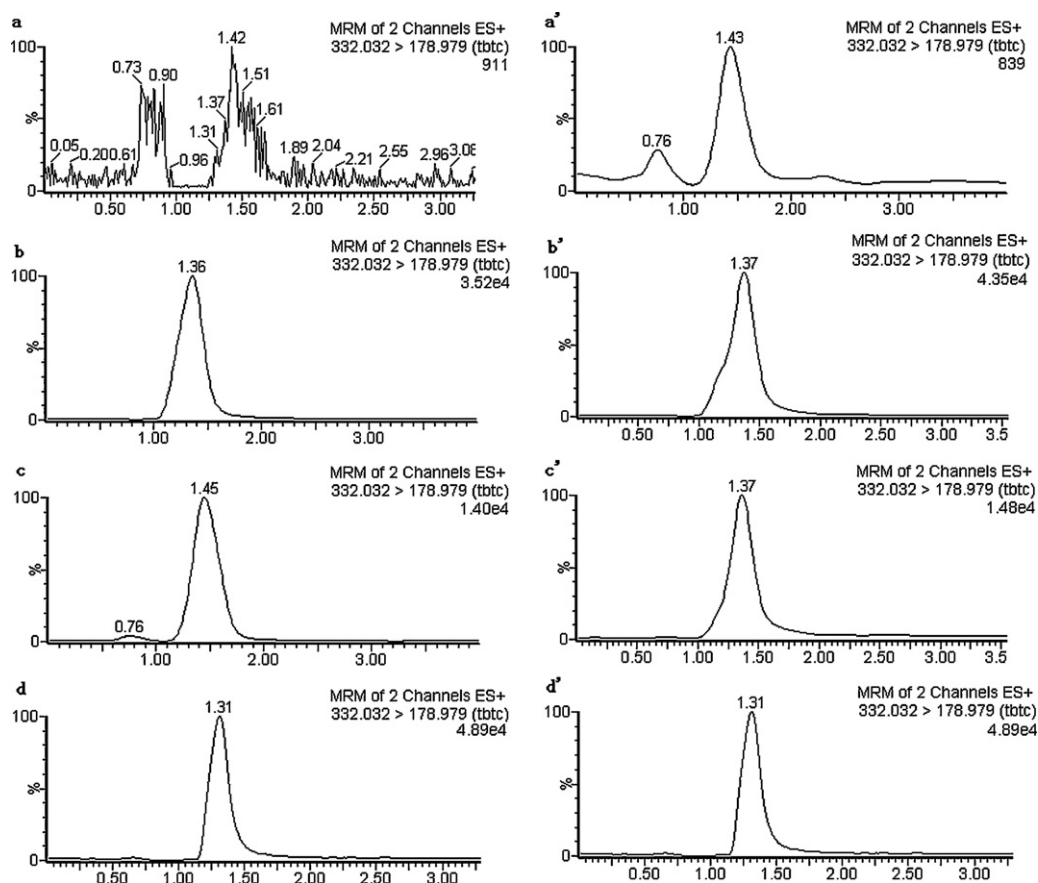 a
MRM of 2 Channels ES+
332.032 > 178.979 (tbtc)
911
100
%
0
0.05
0.20
0.61
0.73
0.90
0.96
1.31
1.37
1.42
1.51
1.61
1.89
2.04
2.21
2.55
2.96
3.08
0.50 1.00 1.50 2.00 2.50 3.00
a'
MRM of 2 Channels ES+
332.032 > 178.979 (tbtc)
839
100
%
0
0.76
1.43
1.00 2.00 3.00
b
MRM of 2 Channels ES+
332.032 > 178.979 (tbtc)
3.52e4
100
%
0
1.36
1.00 2.00 3.00
b'
MRM of 2 Channels ES+
332.032 > 178.979 (tbtc)
4.35e4
100
%
0
1.37
0.50 1.00 1.50 2.00 2.50 3.00 3.5
c
MRM of 2 Channels ES+
332.032 > 178.979 (tbtc)
1.40e4
100
%
0
0.76
1.45
1.00 2.00 3.00
c'
MRM of 2 Channels ES+
332.032 > 178.979 (tbtc)
1.48e4
100
%
0
1.37
0.50 1.00 1.50 2.00 2.50 3.00 3.5
d
MRM of 2 Channels ES+
332.032 > 178.979 (tbtc)
4.89e4
100
%
0
1.31
0.50 1.00 1.50 2.00 2.50 3.00
d'
MRM of 2 Channels ES+
332.032 > 178.979 (tbtc)
4.89e4
100
%
0
1.31
0.50 1.00 1.50 2.00 2.50 3.00